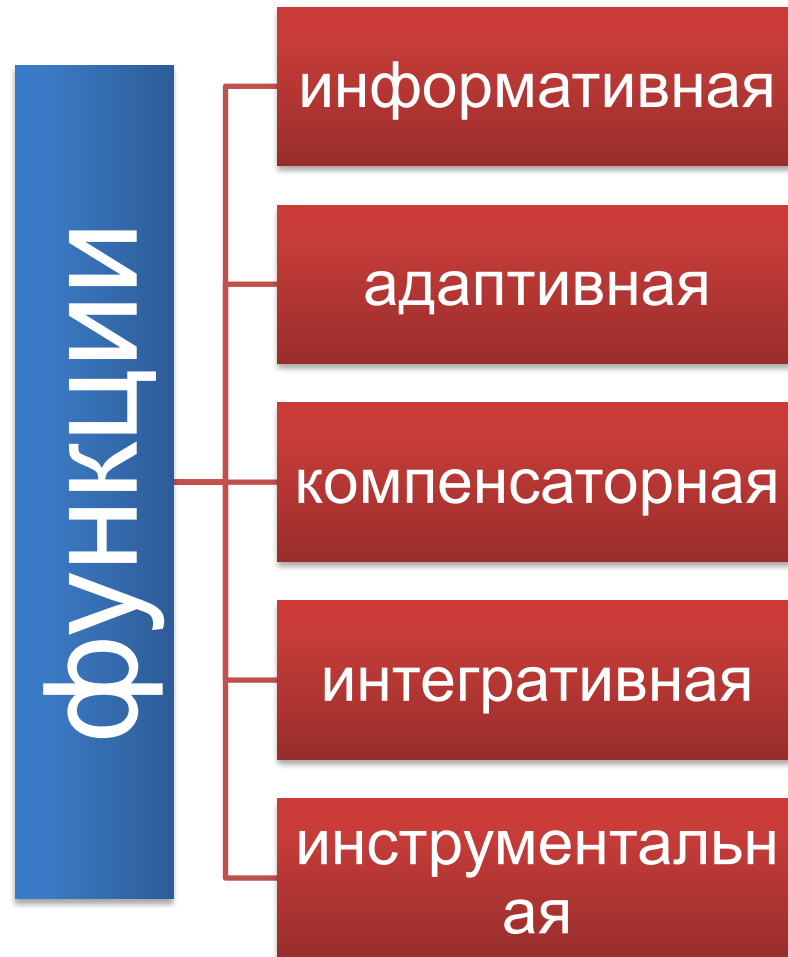 функции
информативная
адаптивная
компенсаторная
интегративная
инструментальн
ая